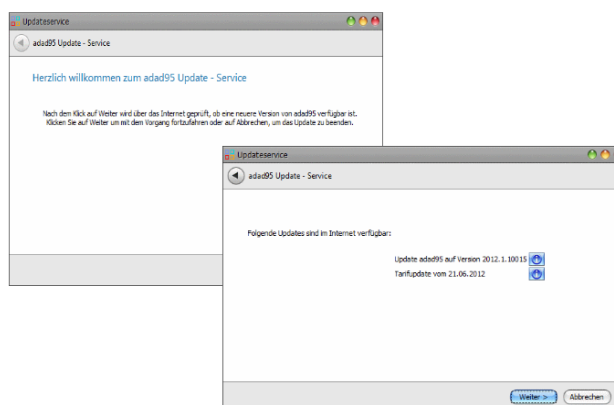 Updateservice
adad95 Update - Service
Herzlich willkommen zum adad95 Update - Service
Nach dem Klick auf Weiter wird über das Internet geprüft, ob eine neuere Version von adad95 verfügbar ist.
Klicken Sie auf Weiter um mit dem Vorgang fortzufahren oder auf Abbrechen, um das Update zu beenden.
Updateservice
adad95 Update - Service
Folgende Updates sind im Internet verfügbar:
Update adad95 auf Version 2012.1.10015
Tarifupdate vom 21.06.2012
Weiter > Abbrechen